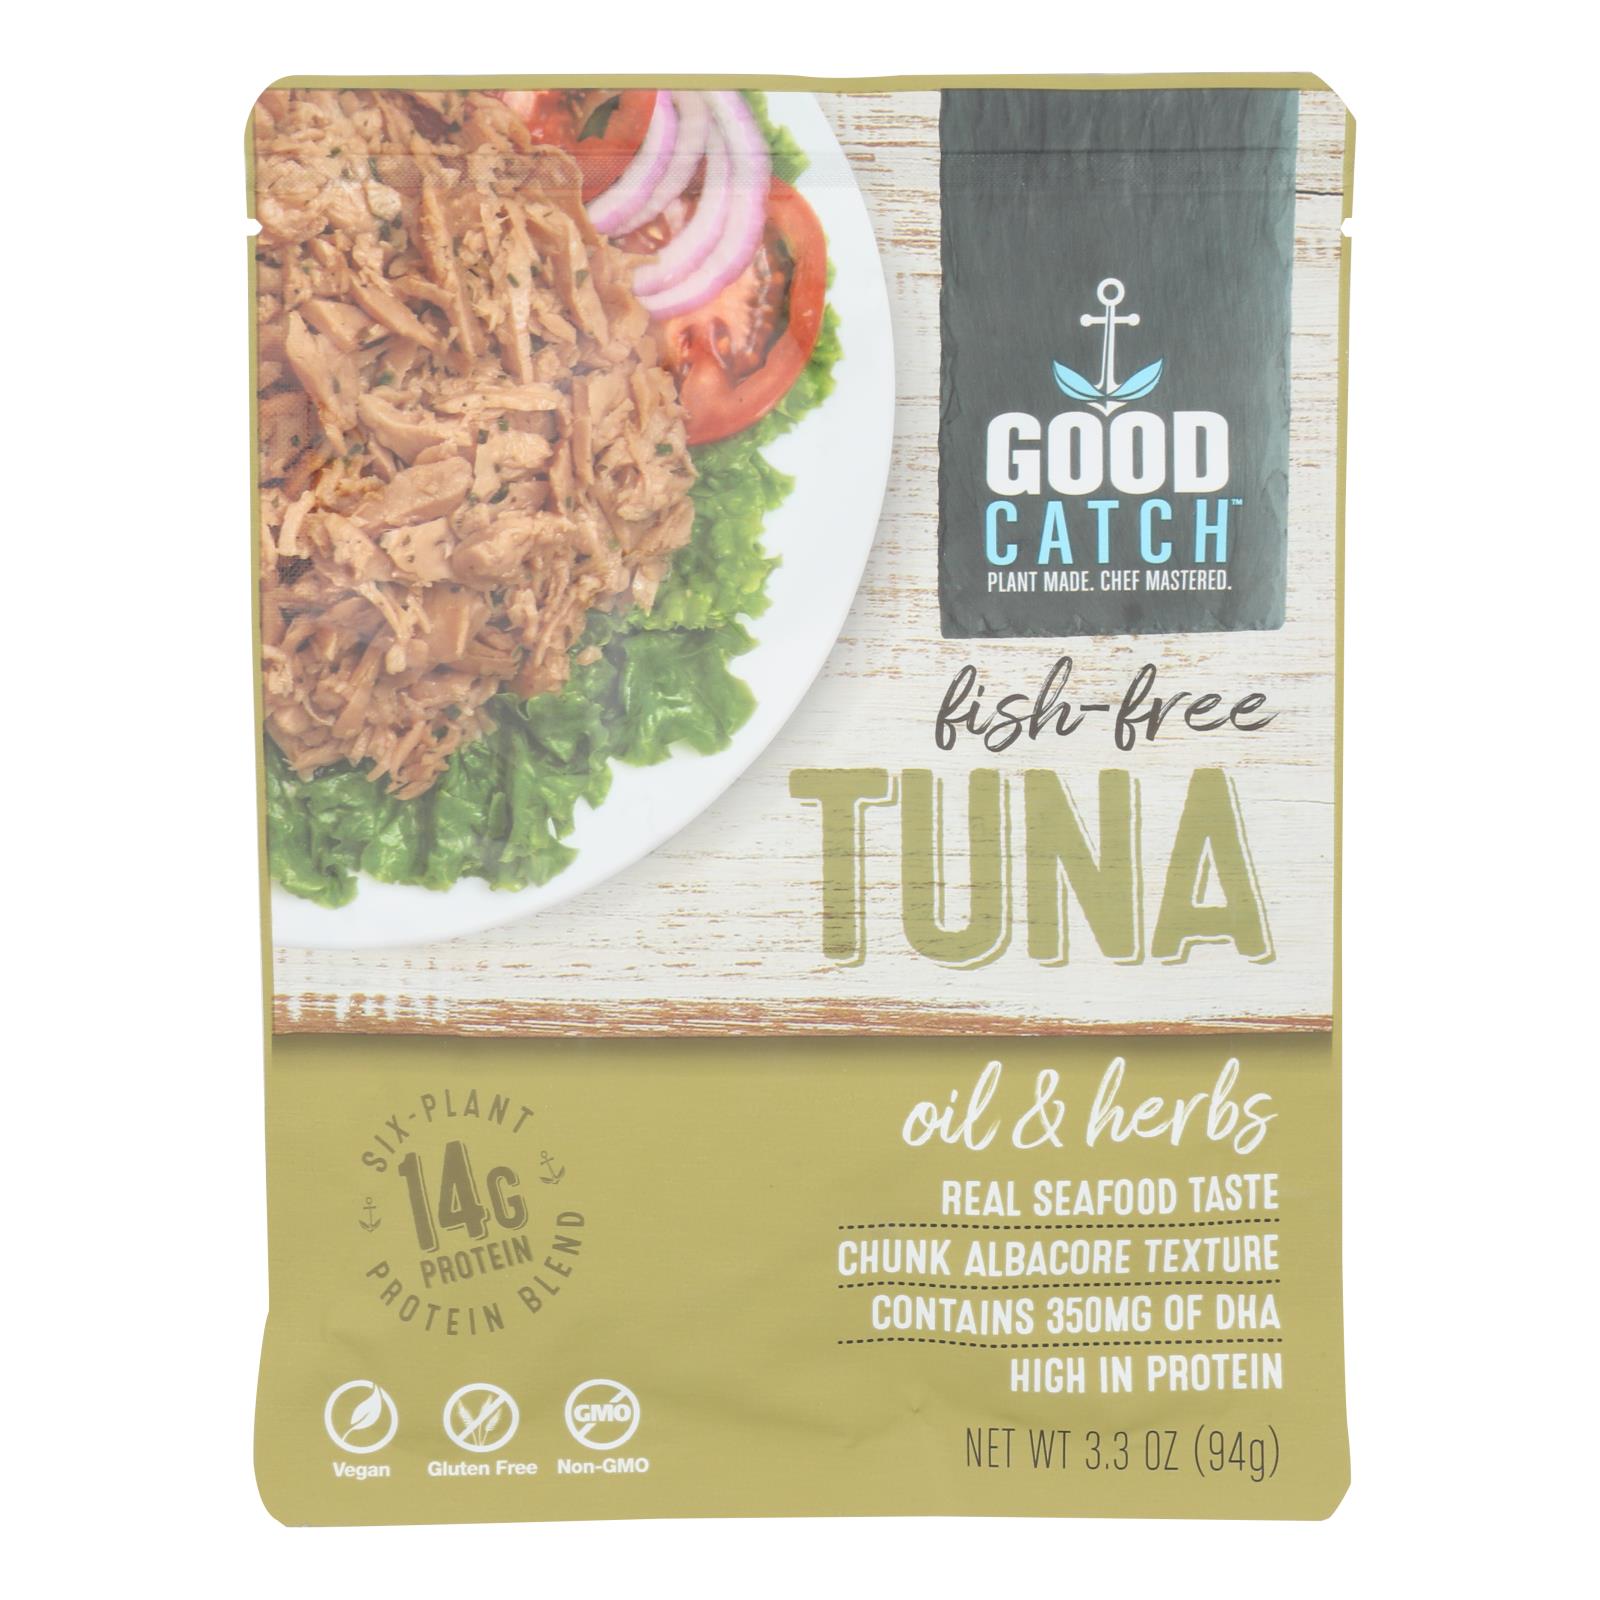 GOOD
CATCH™
PLANT MADE. CHEF MASTERED.
fish-free
TUNA
oil & herbs
REAL SEAFOOD TASTE
CHUNK ALBACORE TEXTURE
CONTAINS 350MG OF DHA
HIGH IN PROTEIN
NET WT 3.3 OZ (94g)
SIX-PLANT
14G
PROTEIN
PROTEIN BLEND
GMO
Vegan
Gluten Free
Non-GMO